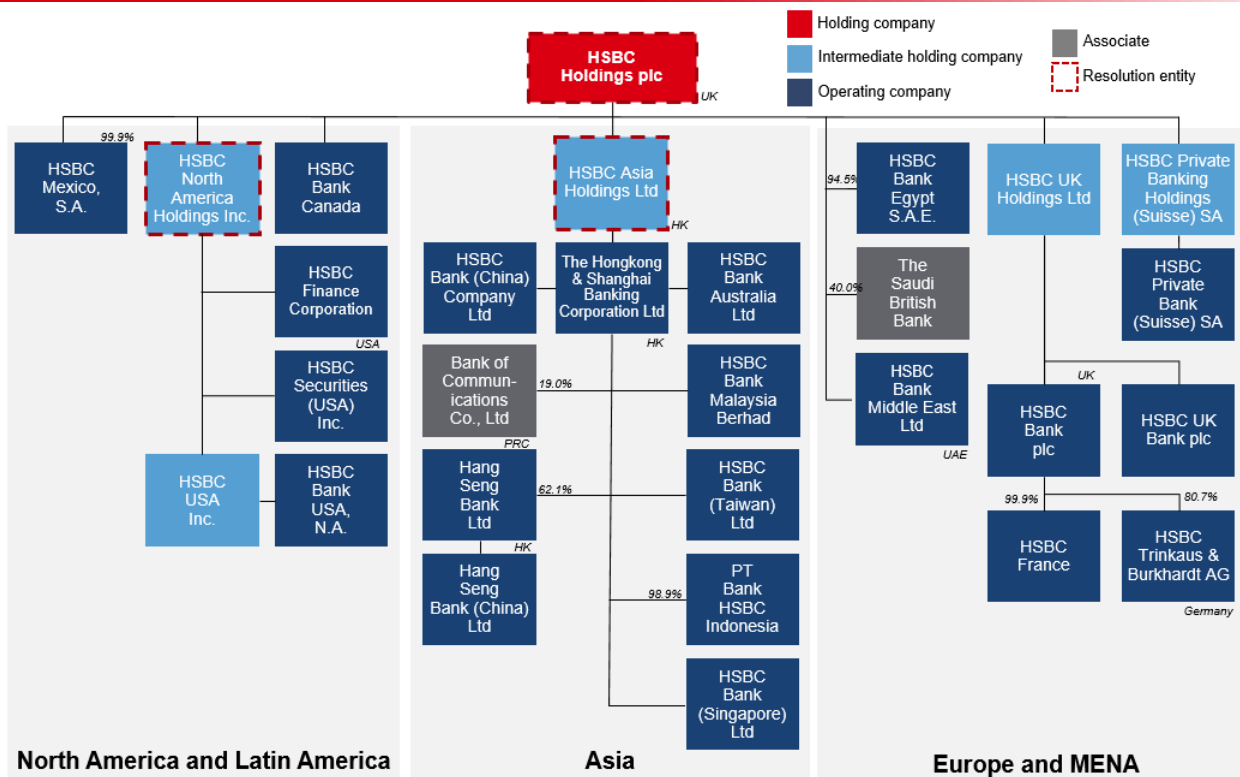 HSBC
Holdings plc
UK
Holding company
Intermediate holding company
Operating company
Associate
Resolution entity
99.9%
HSBC
Mexico,
S.A.
HSBC
North
America
Holdings Inc.
HSBC
Bank
Canada
HSBC
Finance
Corporation
USA
HSBC
Securities
(USA)
Inc.
HSBC
USA
Inc.
HSBC
Bank
USA,
N.A.
North America and Latin America
HSBC Asia
Holdings Ltd
HK
HSBC
Bank (China)
Company
Ltd
The Hongkong
& Shanghai
Banking
Corporation Ltd
HK
HSBC
Bank
Australia
Ltd
Bank of
Commun-
ications
Co., Ltd
PRC
19.0%
HSBC
Bank
Malaysia
Berhad
Hang
Seng
Bank
Ltd
HK
62.1%
HSBC
Bank
(Taiwan)
Ltd
Hang
Seng
Bank (China)
Ltd
98.9%
PT
Bank
HSBC
Indonesia
HSBC
Bank
(Singapore)
Ltd
Asia
94.5%
HSBC
Bank
Egypt
S.A.E.
40.0%
The
Saudi
British
Bank
HSBC
Bank
Middle East
Ltd
UAE
HSBC UK
Holdings Ltd
HSBC Private
Banking
Holdings
(Suisse) SA
HSBC
Private
Bank
(Suisse) SA
UK
HSBC
Bank
plc
HSBC UK
Bank plc
99.9%
80.7%
HSBC
France
HSBC
Trinkaus &
Burkhardt AG
Germany
Europe and MENA